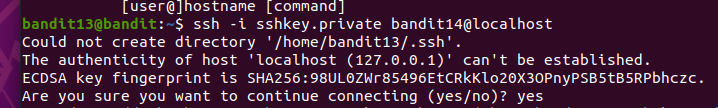 [user@]hostname [command]
bandit13@bandit:~$ ssh -i sshkey.private bandit14@localhost
Could not create directory '/home/bandit13/.ssh'.
The authenticity of host 'localhost (127.0.0.1)' can't be established.
ECDSA key fingerprint is SHA256:98UL0ZWr85496EtCRkKlo20X3OPnyPSB5tB5RPbhczc.
Are you sure you want to continue connecting (yes/no)? yes